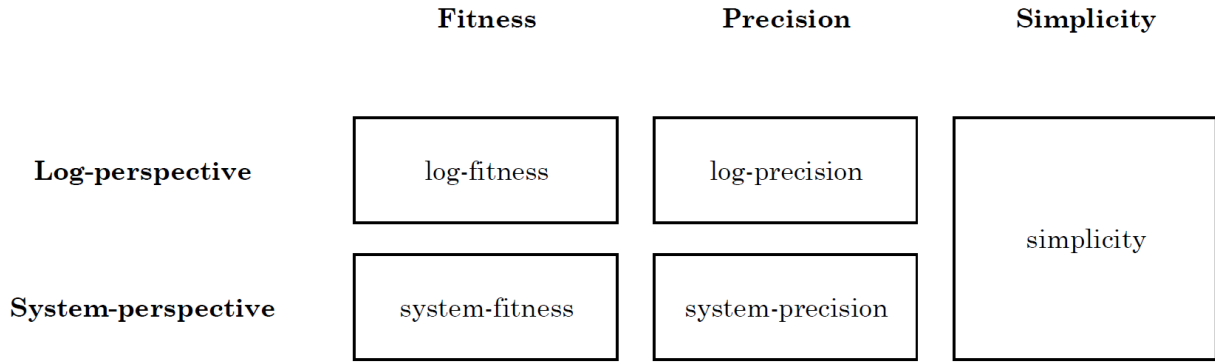 Fitness Precision Simplicity
Log-perspective log-fitness log-precision
simplicity
System-perspective system-fitness system-precision